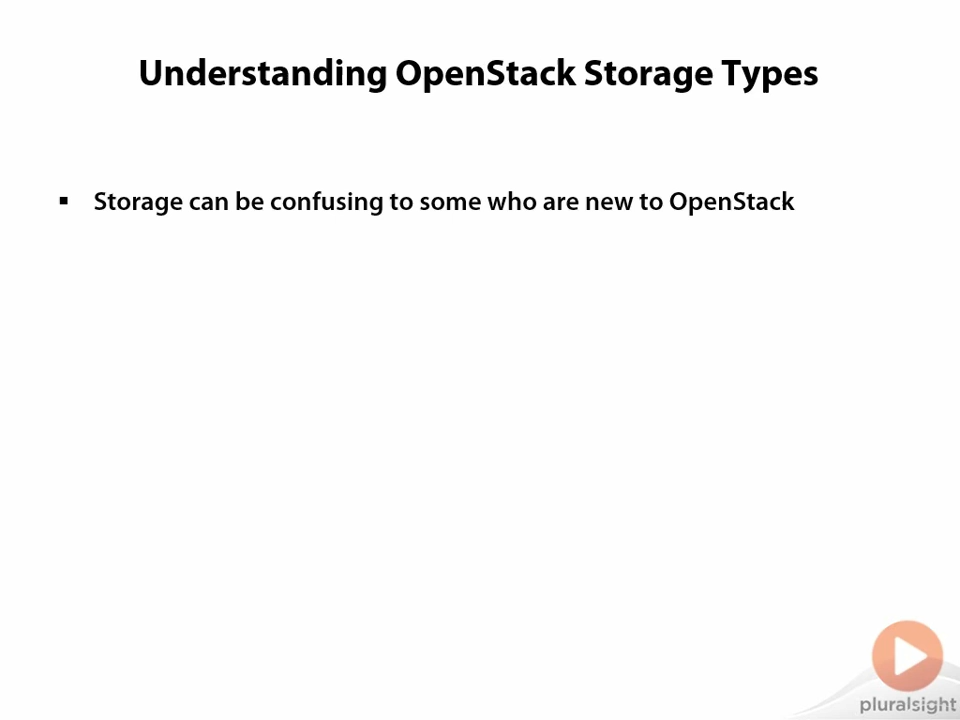 Understanding OpenStack Storage Types
▪ Storage can be confusing to some who are new to OpenStack
pluralsight